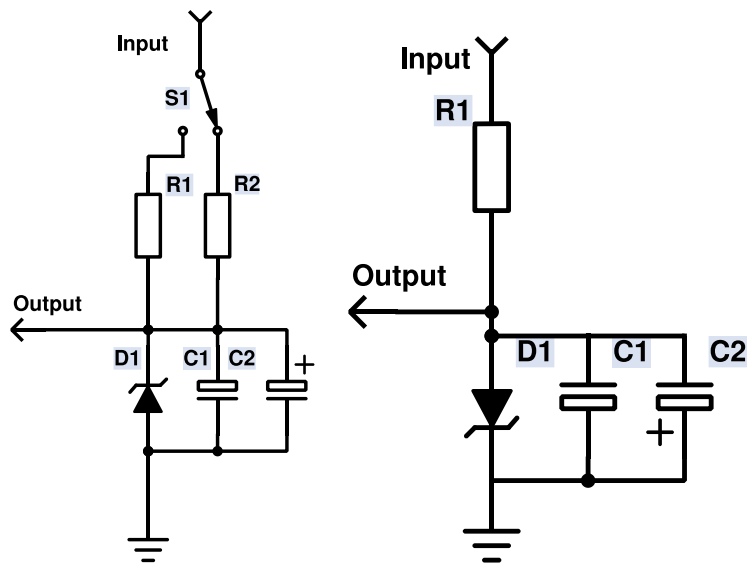 Input
S1
R1
R2
Output
D1
C1
C2
+
Input
R1
Output
D1
C1
C2
+